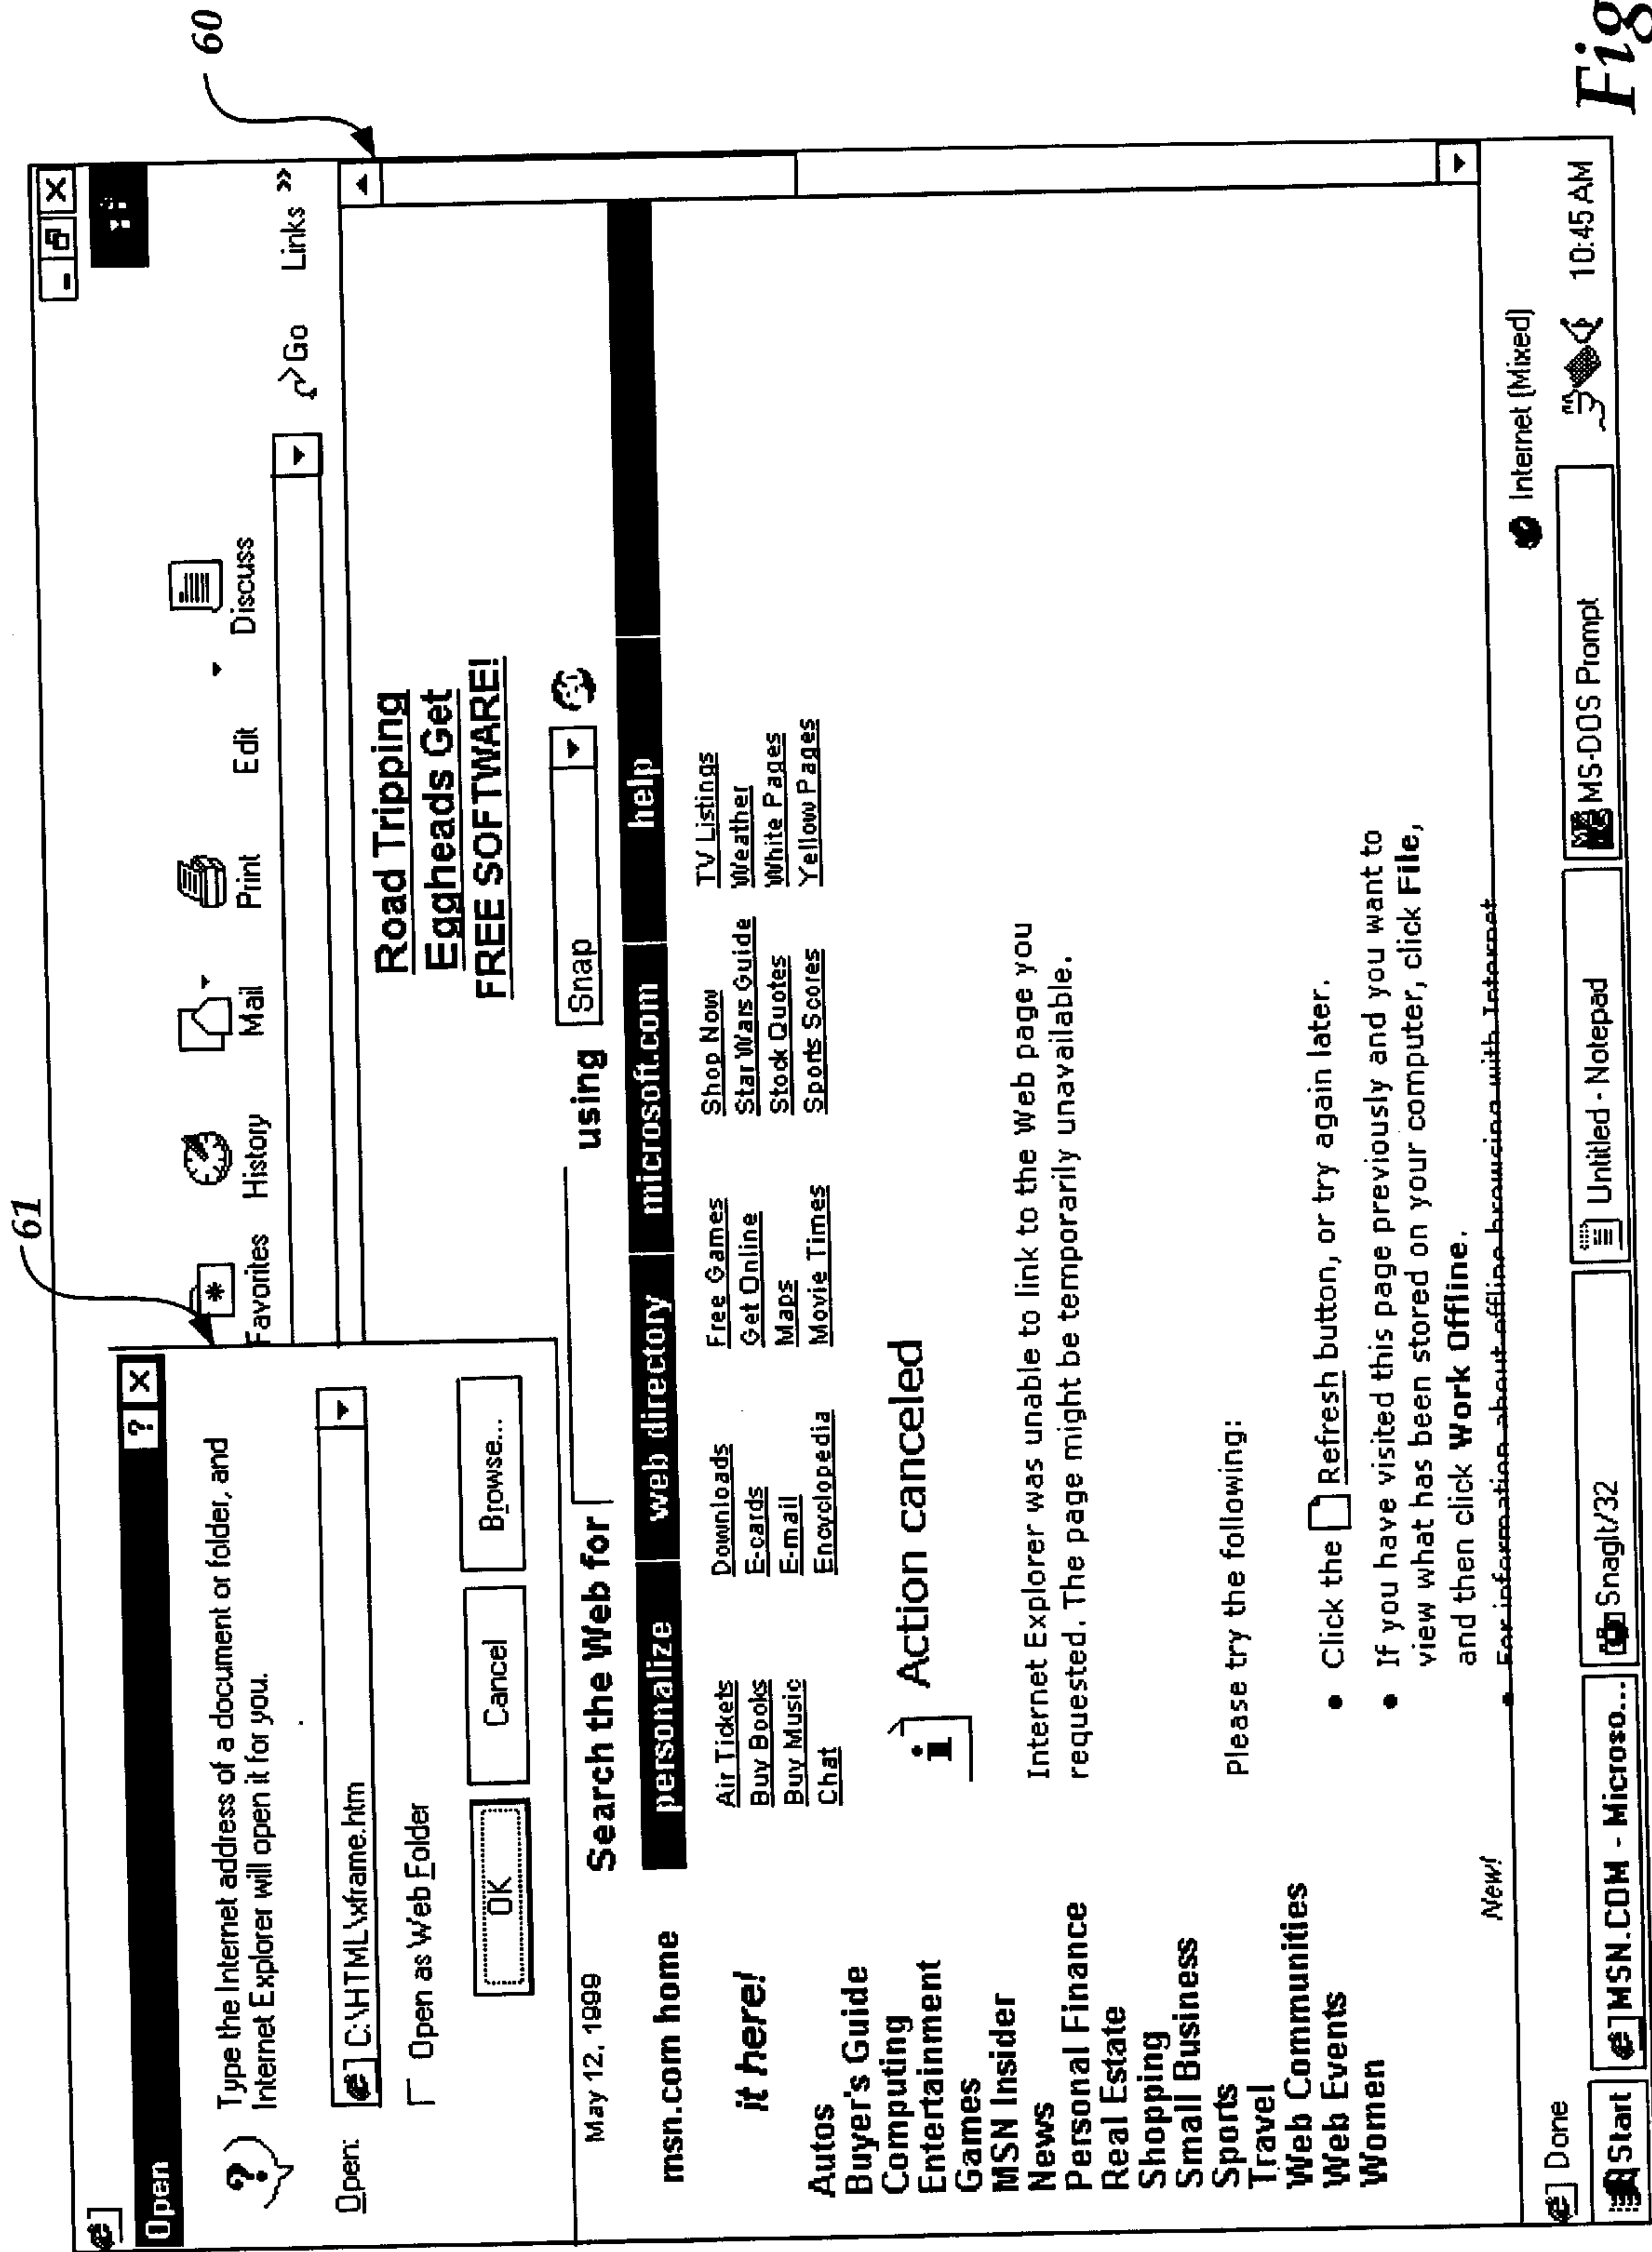 61
60
Open
?
X
Type the Internet address of a document or folder, and
Internet Explorer will open it for you.
Open:
C:\HTML\xframe.htm
Open as Web Folder
OK
Cancel
Browse...
Favorites
History
Mail
Print
Edit
Discuss
Go
Links »
Road Tripping
Eggheads Get
FREE SOFTWARE!
May 12, 1999
Search the Web for
using
Snap
msn.com home
personalize
web directory
microsoft.com
help
it here!
Air Tickets
Buy Books
Buy Music
Chat
Downloads
E-cards
E-mail
Encyclopedia
Free Games
Get Online
Maps
Movie Times
Shop Now
Star Wars Guide
Stock Quotes
Sports Scores
TV Listings
Weather
White Pages
Yellow Pages
Autos
Buyer's Guide
Computing
Entertainment
Games
MSN Insider
News
Personal Finance
Real Estate
Shopping
Small Business
Sports
Travel
Web Communities
Web Events
Women
New!
Action canceled
Internet Explorer was unable to link to the Web page you
requested. The page might be temporarily unavailable.
Please try the following:
• Click the Refresh button, or try again later.
• If you have visited this page previously and you want to
view what has been stored on your computer, click File,
and then click Work Offline.
• For information about offline browsing with Internet
Done
Internet (Mixed)
Start
MSN.COM - Microso...
SnagIt/32
Untitled - Notepad
MS-DOS Prompt
10:45 AM
Fig